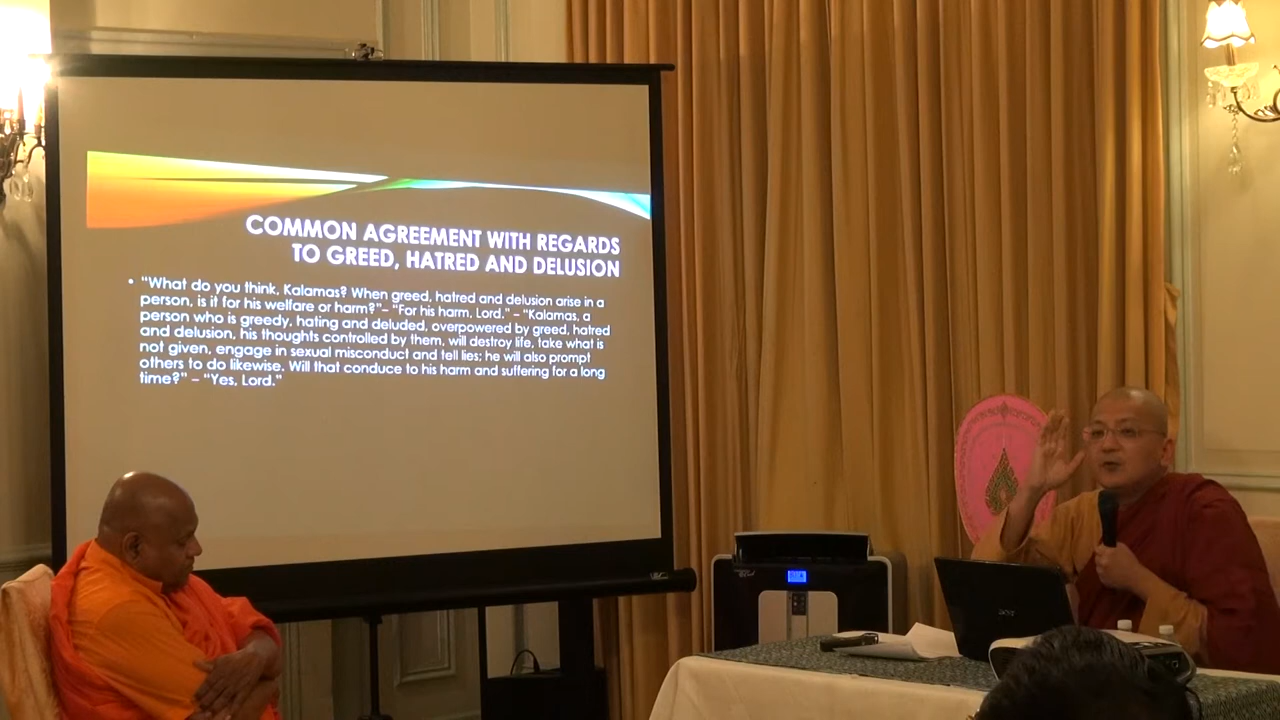 COMMON AGREEMENT WITH REGARDS
TO GREED, HATRED AND DELUSION
• “What do you think, Kalamas? When greed, hatred and delusion arise in a
person, is it for his welfare or harm?”– “For his harm, Lord.” – “Kalamas, a
person who is greedy, hating and deluded, overpowered by greed, hatred
and delusion, his thoughts controlled by them, will destroy life, take what is
not given, engage in sexual misconduct and tell lies; he will also prompt
others to do likewise. Will that conduce to his harm and suffering for a long
time?” – “Yes, Lord.”
acer